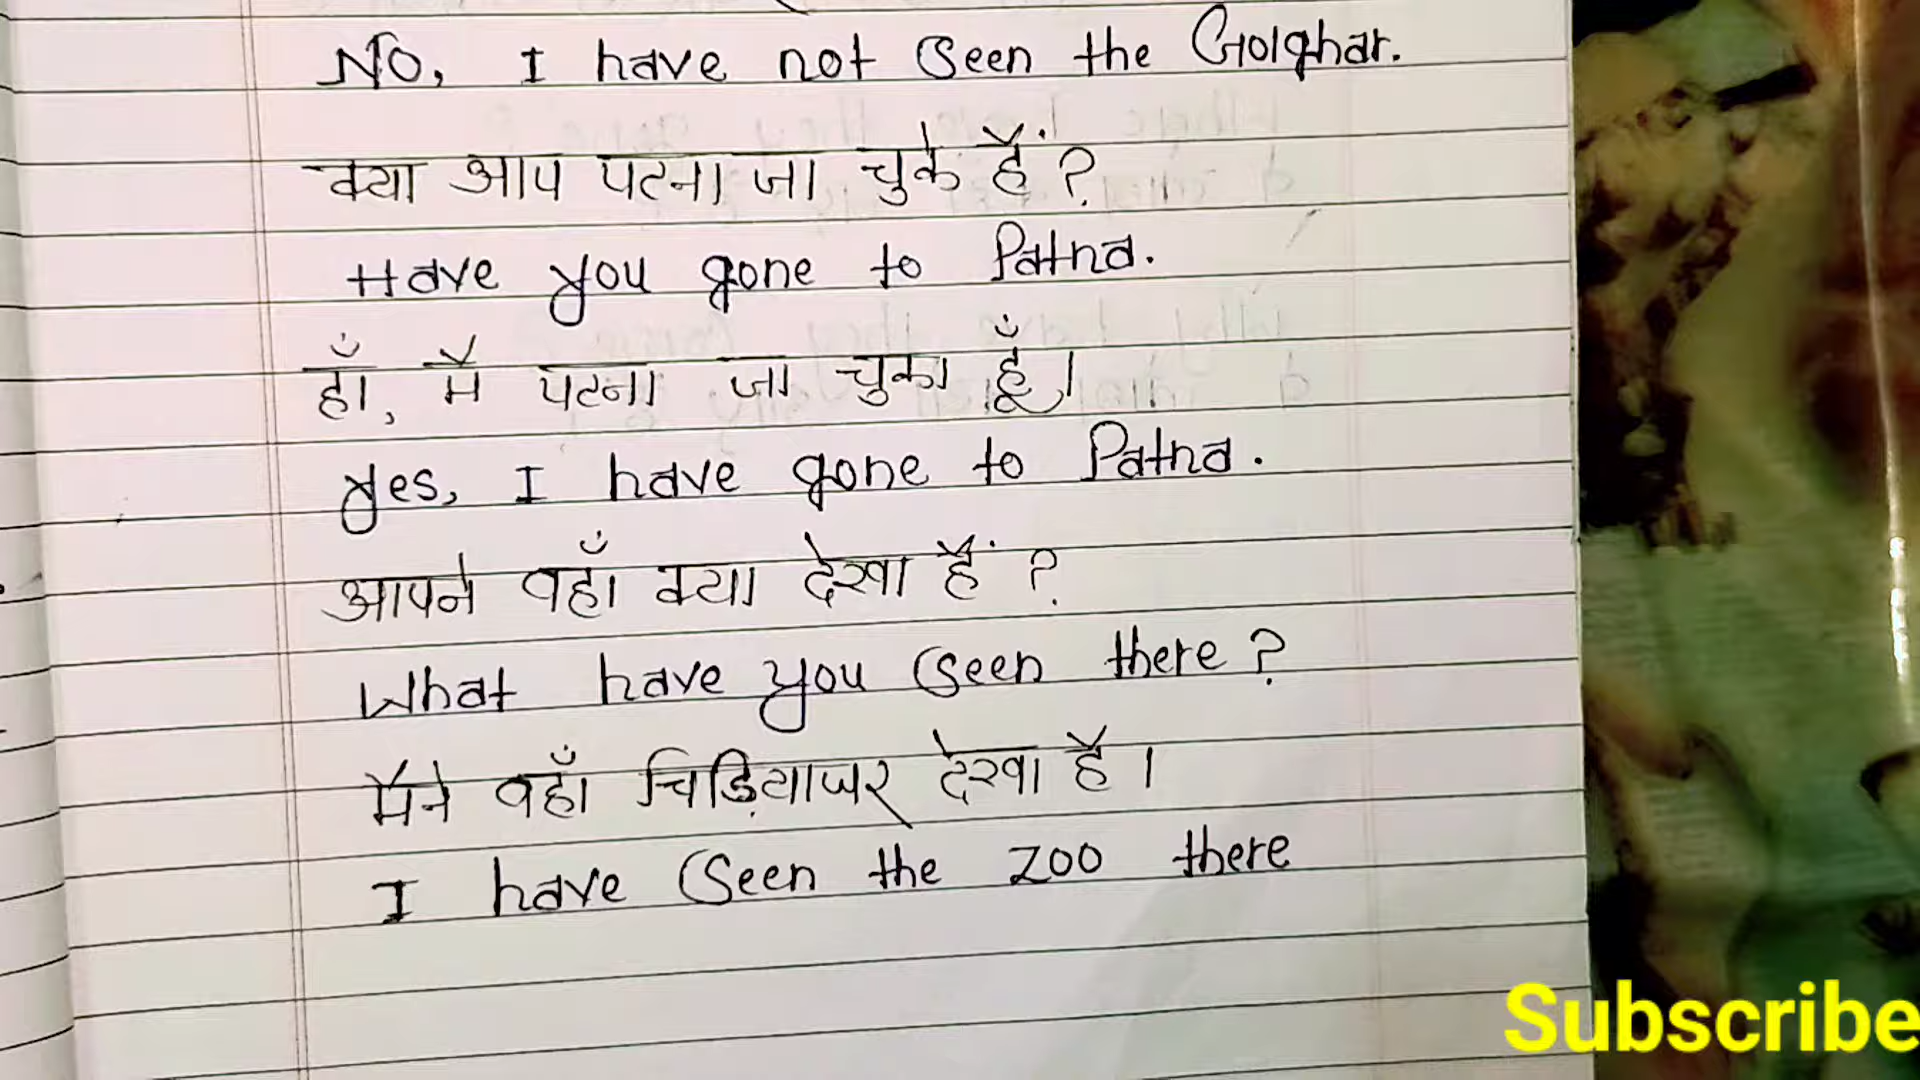 No, I have not seen the Golghar.
क्या आप पटना जा चुके हैं ?
Have you gone to Patna.
हाँ, मै पटना जा चुका हूँ।
Yes, I have gone to Patna.
आपने वहाँ क्या देखा हैं ?
What have you seen there?
मैने वहाँ चिड़ियाघर देखा है।
I have seen the zoo there
Subscribe